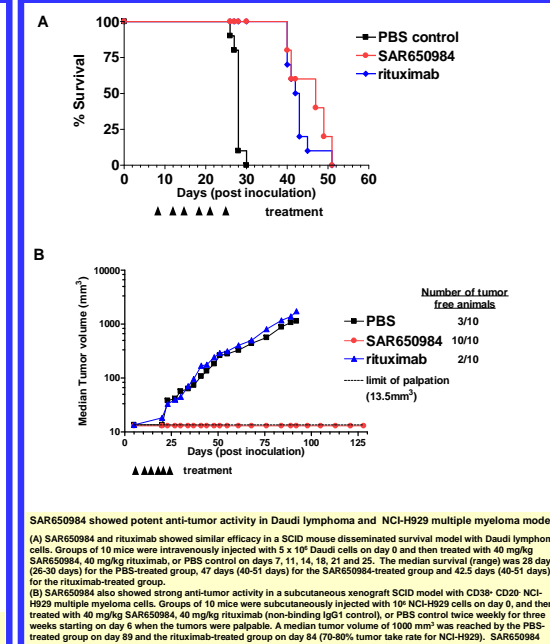 A
PBS control
SAR650984
rituximab
% Survival
100
75
50
25
0
0 10 20 30 40 50 60
Days (post inoculation)
treatment
B
Median Tumor volume (mm³)
10000
1000
100
10
0 25 50 75 100 125
Days (post inoculation)
treatment
Number of tumor
free animals
PBS 3/10
SAR650984 10/10
rituximab 2/10
limit of palpation
(13.5mm³)
SAR650984 showed potent anti-tumor activity in Daudi lymphoma and NCI-H929 multiple myeloma mode
(A) SAR650984 and rituximab showed similar efficacy in a SCID mouse disseminated survival model with Daudi lymphom
cells. Groups of 10 mice were intravenously injected with 5 x 10⁶ Daudi cells on day 0 and then treated with 40 mg/kg
SAR650984, 40 mg/kg rituximab, or PBS control on days 7, 11, 14, 18, 21 and 25. The median survival (range) was 28 day
(26-30 days) for the PBS-treated group, 47 days (40-51 days) for the SAR650984-treated group and 42.5 days (40-51 days)
for the rituximab-treated group.
(B) SAR650984 also showed strong anti-tumor activity in a subcutaneous xenograft SCID model with CD38⁺ CD20⁻ NCI-
H929 multiple myeloma cells. Groups of 10 mice were subcutaneously injected with 10⁶ NCI-H929 cells on day 0, and then
treated with 40 mg/kg SAR650984, 40 mg/kg rituximab (non-binding IgG1 control), or PBS control twice weekly for three
weeks starting on day 6 when the tumors were palpable. A median tumor volume of 1000 mm³ was reached by the PBS-
treated group on day 89 and the rituximab-treated group on day 84 (70-80% tumor take rate for NCI-H929). SAR650984